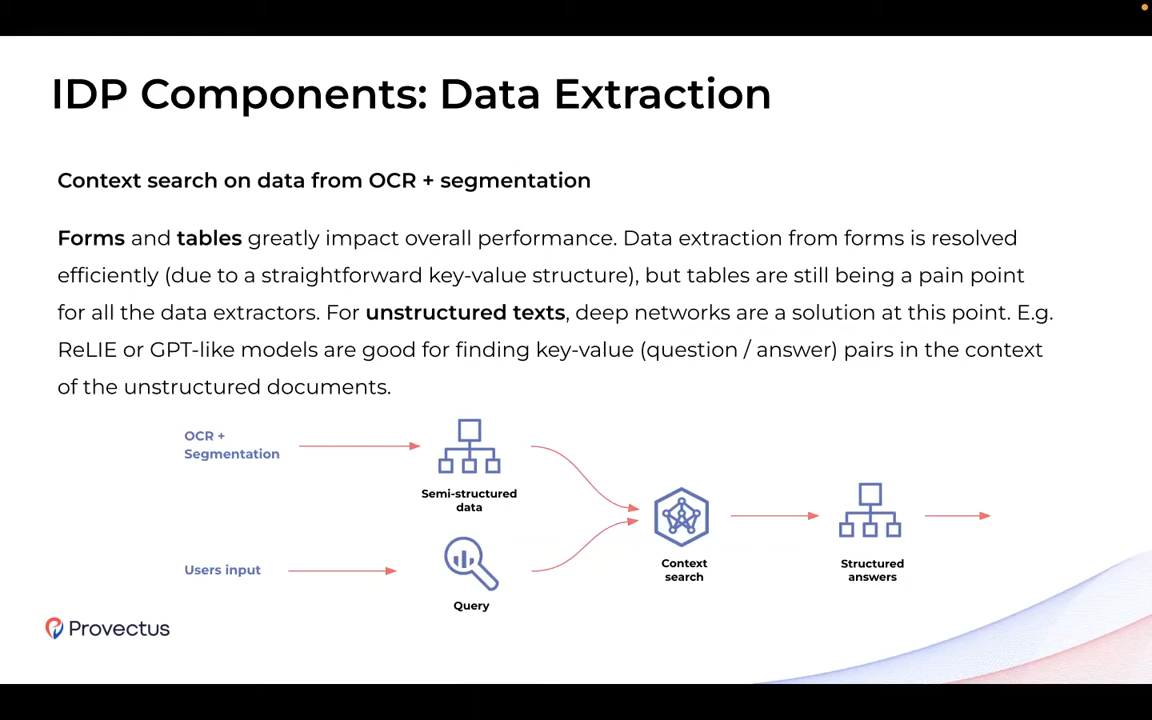 IDP Components: Data Extraction
Context search on data from OCR + segmentation
Forms and tables greatly impact overall performance. Data extraction from forms is resolved
efficiently (due to a straightforward key-value structure), but tables are still being a pain point
for all the data extractors. For unstructured texts, deep networks are a solution at this point. E.g.
ReLIE or GPT-like models are good for finding key-value (question / answer) pairs in the context
of the unstructured documents.
OCR +
Segmentation
Semi-structured
data
Users input
Query
Context
search
Structured
answers
Provectus